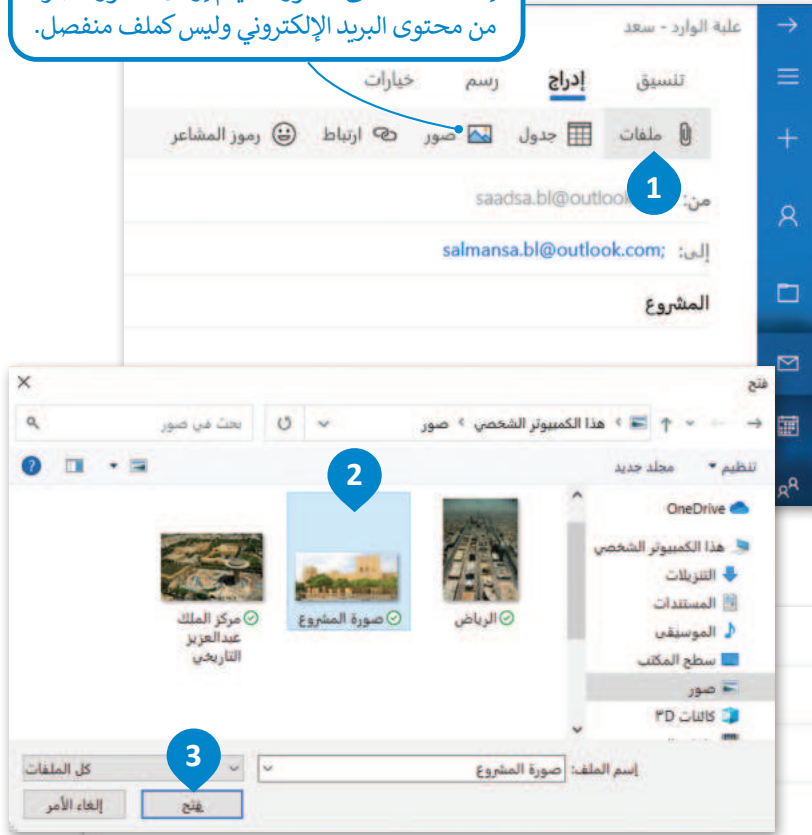 من محتوى البريد الإلكتروني وليس كملف منفصل.
علبة الوارد - سعد
تنسيق إدراج رسم خيارات
ملفات جدول صور ارتباط رموز المشاعر
1
من: saadsa.bl@outloo
إلى: salmansa.bl@outlook.com;
المشروع
فتح
هذا الكمبيوتر الشخصي › صور
بحث في صور
تنظيم مجلد جديد
2
OneDrive
هذا الكمبيوتر الشخصي
التنزيلات
المستندات
الموسيقى
سطح المكتب
صور
كائنات ٣D
الرياض
صورة المشروع
مركز الملك
عبدالعزيز
التاريخي
إسم الملف: صورة المشروع
كل الملفات
3
فتح
إلغاء الأمر